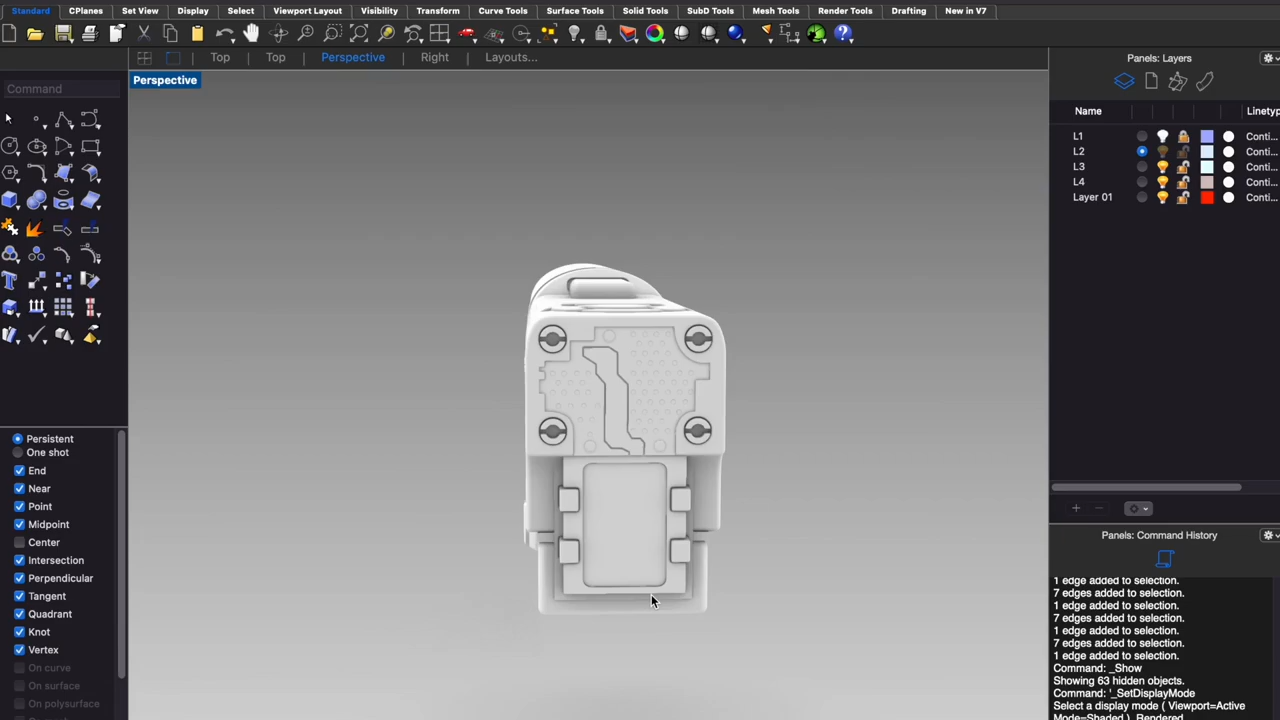 Standard CPlanes Set View Display Select Viewport Layout Visibility Transform Curve Tools Surface Tools Solid Tools SubD Tools Mesh Tools Render Tools Drafting New in V7
Top Top Perspective Right Layouts...
Perspective
Command
Persistent
One shot
End
Near
Point
Midpoint
Center
Intersection
Perpendicular
Tangent
Quadrant
Knot
Vertex
On curve
On surface
On polysurface
Panels: Layers
Name Linetyp
L1 Conti...
L2 Conti...
L3 Conti...
L4 Conti...
Layer 01 Conti...
Panels: Command History
1 edge added to selection.
7 edges added to selection.
1 edge added to selection.
7 edges added to selection.
1 edge added to selection.
7 edges added to selection.
1 edge added to selection.
Command: _Show
Showing 63 hidden objects.
Command: '_SetDisplayMode
Select a display mode ( Viewport=Active
Mode=Shaded ) _Rendered